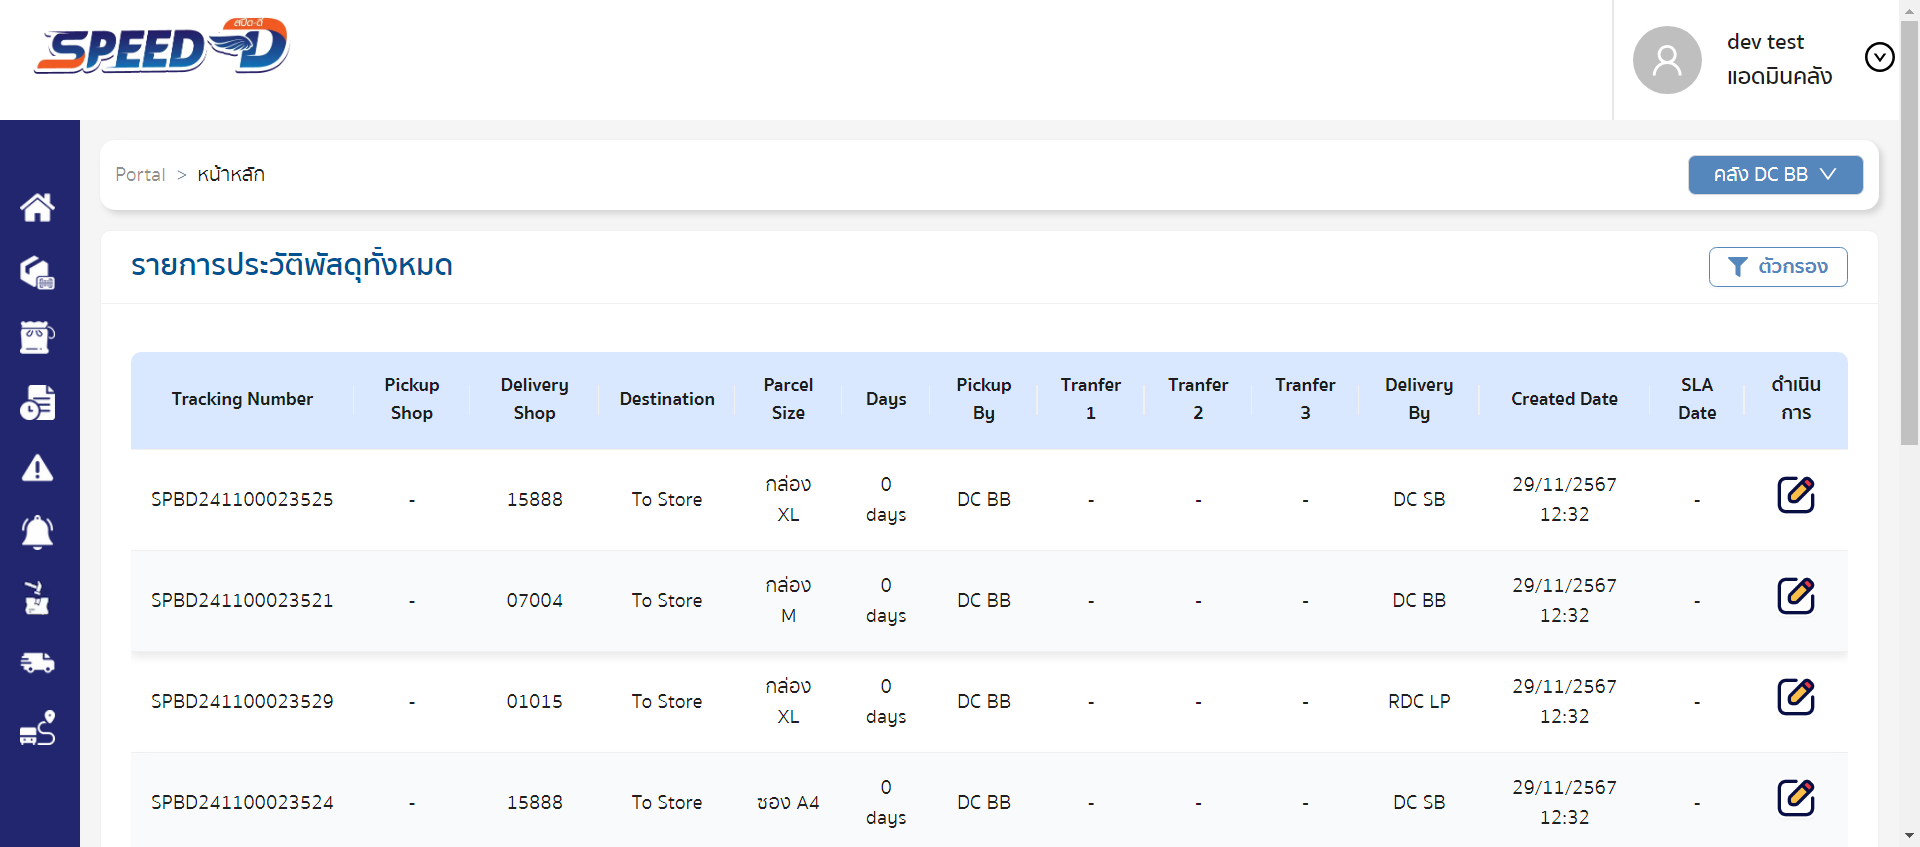 สปีด-ดี
SPEED-D
dev test
แอดมินคลัง
Portal > หน้าหลัก
คลัง DC BB
รายการประวัติพัสดุทั้งหมด
ตัวกรอง
Tracking Number Pickup Shop Delivery Shop Destination Parcel Size Days Pickup By Tranfer 1 Tranfer 2 Tranfer 3 Delivery By Created Date SLA Date ดำเนินการ
SPBD241100023525 - 15888 To Store กล่อง XL 0 days DC BB - - - DC SB 29/11/2567 12:32 -
SPBD241100023521 - 07004 To Store กล่อง M 0 days DC BB - - - DC BB 29/11/2567 12:32 -
SPBD241100023529 - 01015 To Store กล่อง XL 0 days DC BB - - - RDC LP 29/11/2567 12:32 -
SPBD241100023524 - 15888 To Store ซอง A4 0 days DC BB - - - DC SB 29/11/2567 12:32 -